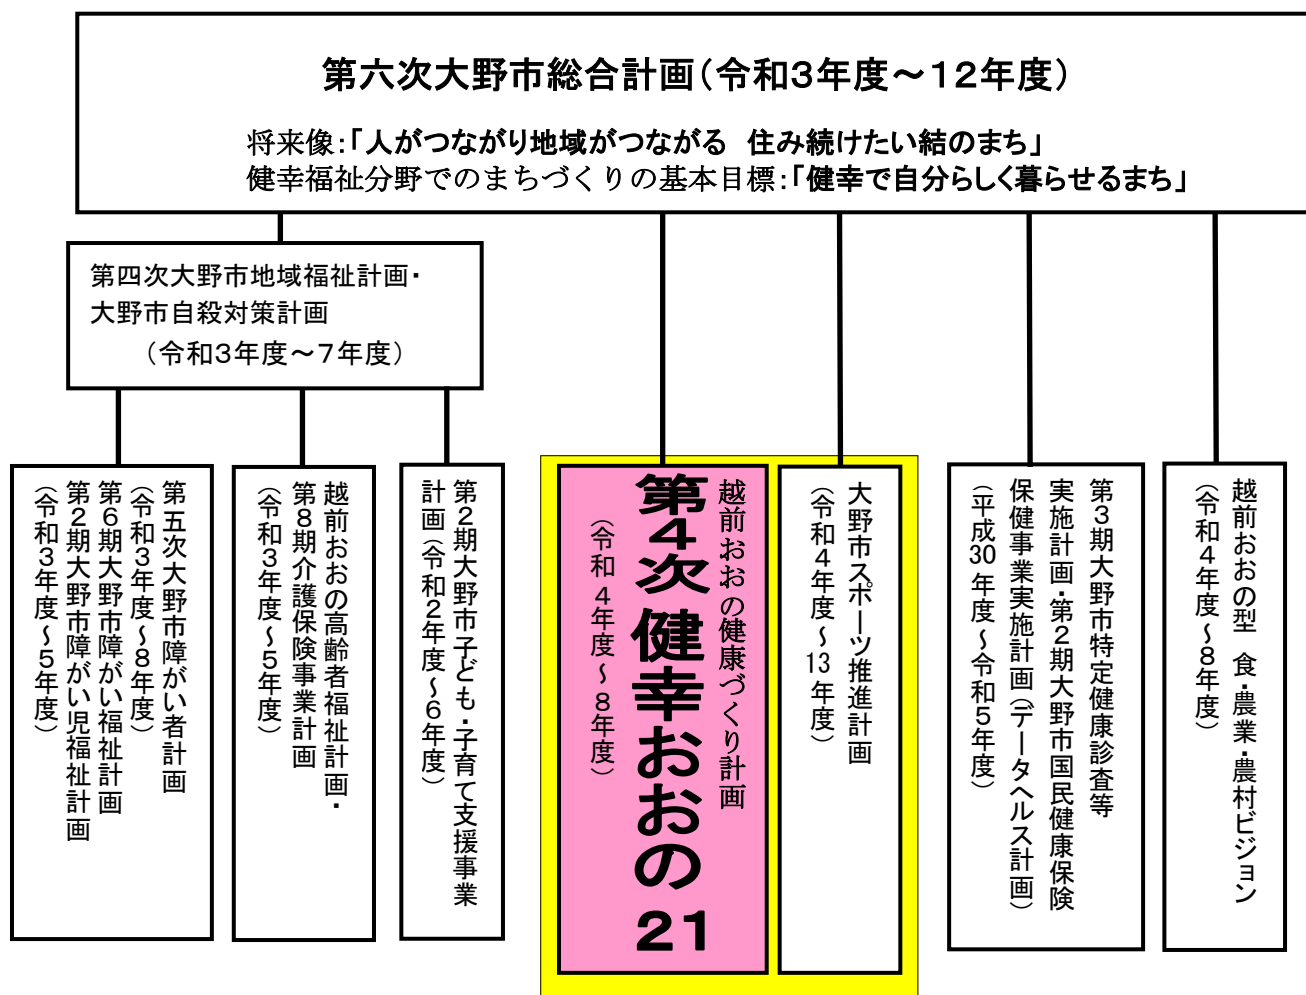 第六次大野市総合計画(令和3年度～12年度)
将来像:「人がつながり地域がつながる　住み続けたい結のまち」
健幸福祉分野でのまちづくりの基本目標:「健幸で自分らしく暮らせるまち」
第四次大野市地域福祉計画・
大野市自殺対策計画
(令和3年度～7年度)
第五次大野市障がい者計画
(令和3年度～8年度)
第6期大野市障がい福祉計画
第2期大野市障がい児福祉計画
(令和3年度～5年度)
越前おおの高齢者福祉計画・
第8期介護保険事業計画
(令和3年度～5年度)
第2期大野市子ども・子育て支援事業
計画(令和2年度～6年度)
越前おおの健康づくり計画
第4次 健幸おおの21
(令和 4年度～8年度)
大野市スポーツ推進計画
(令和4年度～13年度)
第3期大野市特定健康診査等
実施計画・第2期大野市国民健康保険
保健事業実施計画(データヘルス計画)
(平成30年度～令和5年度)
越前おおの型　食・農業・農村ビジョン
(令和4年度～8年度)